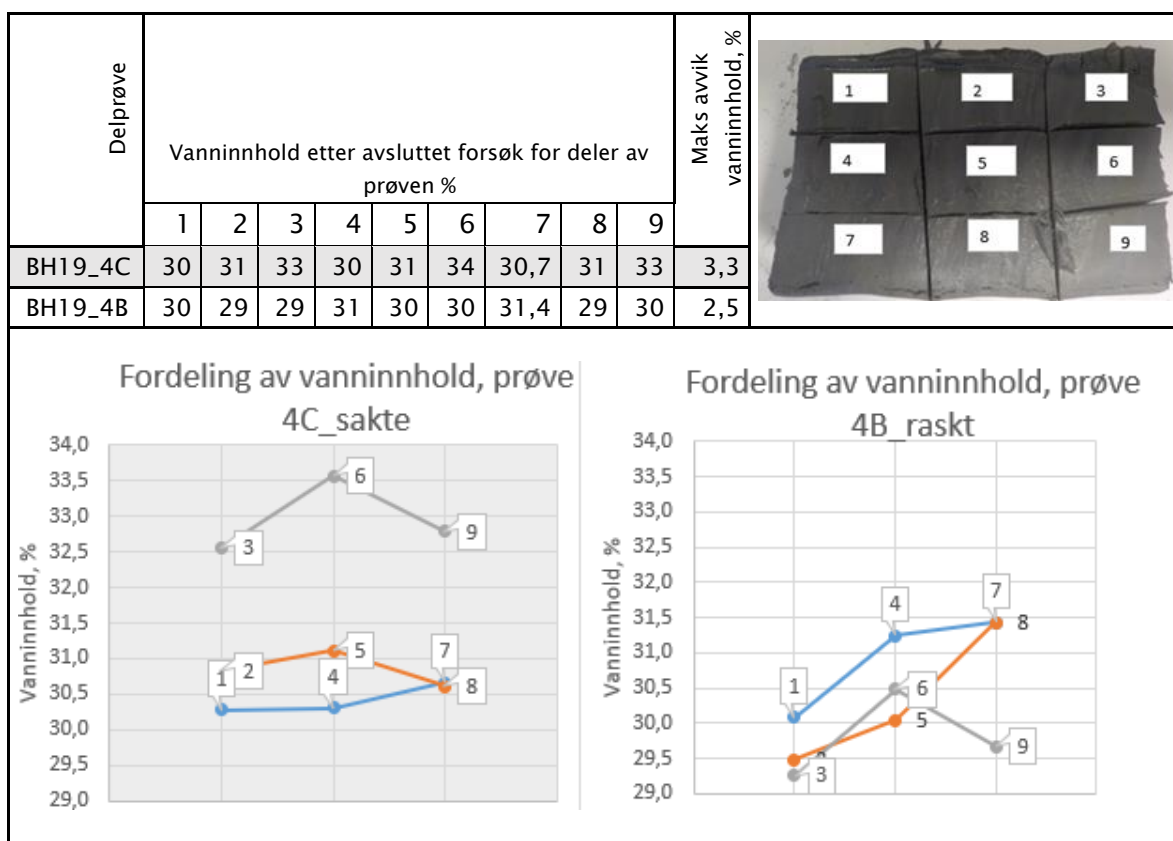 Delprøve
Vanninnhold etter avsluttet forsøk for deler av
prøven %
Maks avvik
vanninnhold, %
1 2 3 4 5 6 7 8 9
BH19_4C 30 31 33 30 31 34 30,7 31 33 3,3
BH19_4B 30 29 29 31 30 30 31,4 29 30 2,5
1 2 3
4 5 6
7 8 9
Fordeling av vanninnhold, prøve
4C_sakte
Vanninnhold, %
34,0
33,5
33,0
32,5
32,0
31,5
31,0
30,5
30,0
29,5
29,0
3 6 9
1 2 4 5 7 8
Fordeling av vanninnhold, prøve
4B_raskt
Vanninnhold, %
34,0
33,5
33,0
32,5
32,0
31,5
31,0
30,5
30,0
29,5
29,0
1 4 7 8
3 6 5 9